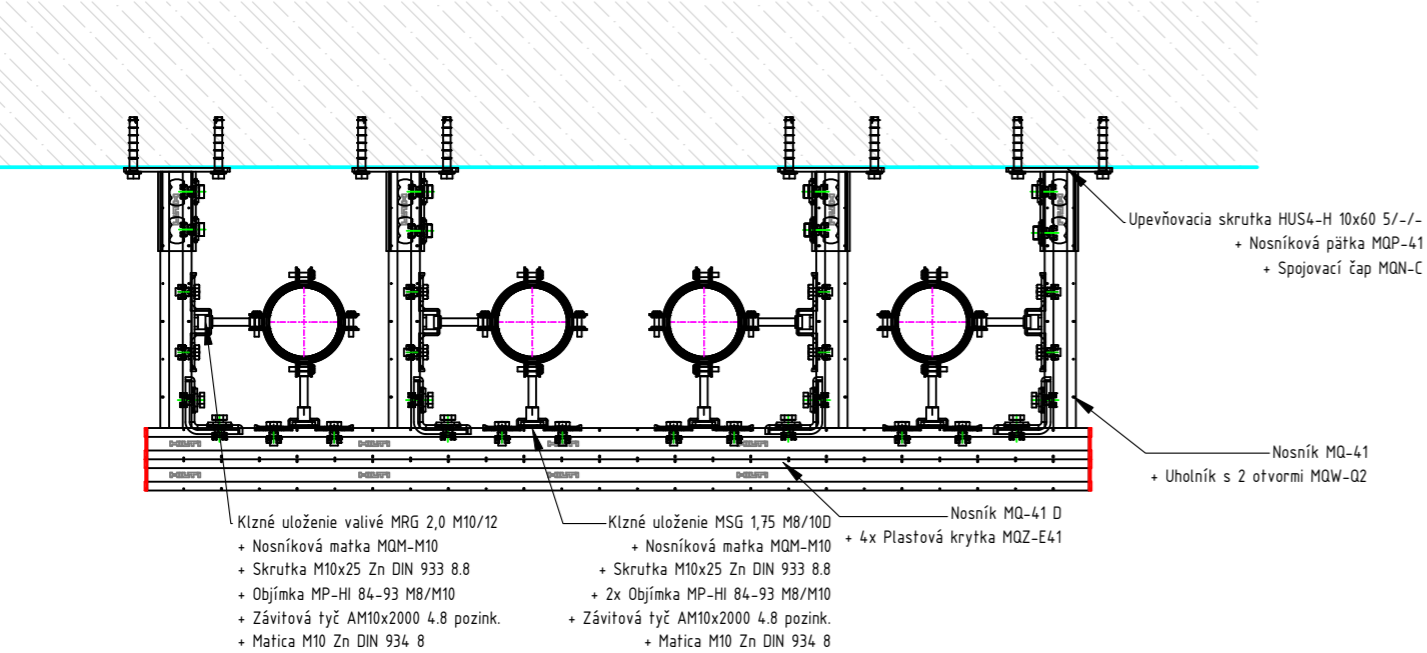 Upevňovacia skrutka HUS4-H 10x60 5/-/-
+ Nosníková pätka MQP-41
+ Spojovací čap MQN-C
Nosník MQ-41
+ Uholník s 2 otvormi MQW-Q2
Nosník MQ-41 D
+ 4x Plastová krytka MQZ-E41
Klzné uloženie valivé MRG 2,0 M10/12
+ Nosníková matka MQM-M10
+ Skrutka M10x25 Zn DIN 933 8.8
+ Objímka MP-HI 84-93 M8/M10
+ Závitová tyč AM10x2000 4.8 pozink.
+ Matica M10 Zn DIN 934 8
Klzné uloženie MSG 1,75 M8/10D
+ Nosníková matka MQM-M10
+ Skrutka M10x25 Zn DIN 933 8.8
+ 2x Objímka MP-HI 84-93 M8/M10
+ Závitová tyč AM10x2000 4.8 pozink.
+ Matica M10 Zn DIN 934 8